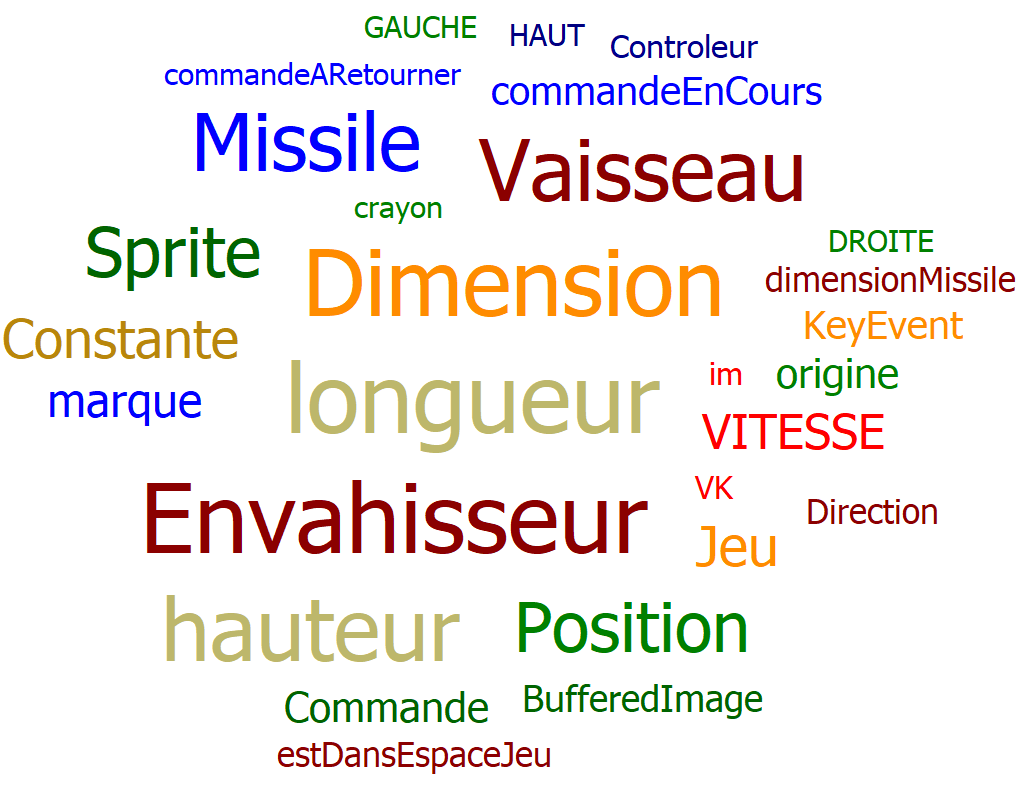 GAUCHE
HAUT
Controleur
commandeARetourner
commandeEnCours
Missile
Vaisseau
crayon
Sprite
Dimension
DROITE
dimensionMissile
Constante
KeyEvent
marque
longueur
im
origine
VITESSE
Envahisseur
VK
Direction
Jeu
hauteur
Position
Commande
BufferedImage
estDansEspaceJeu